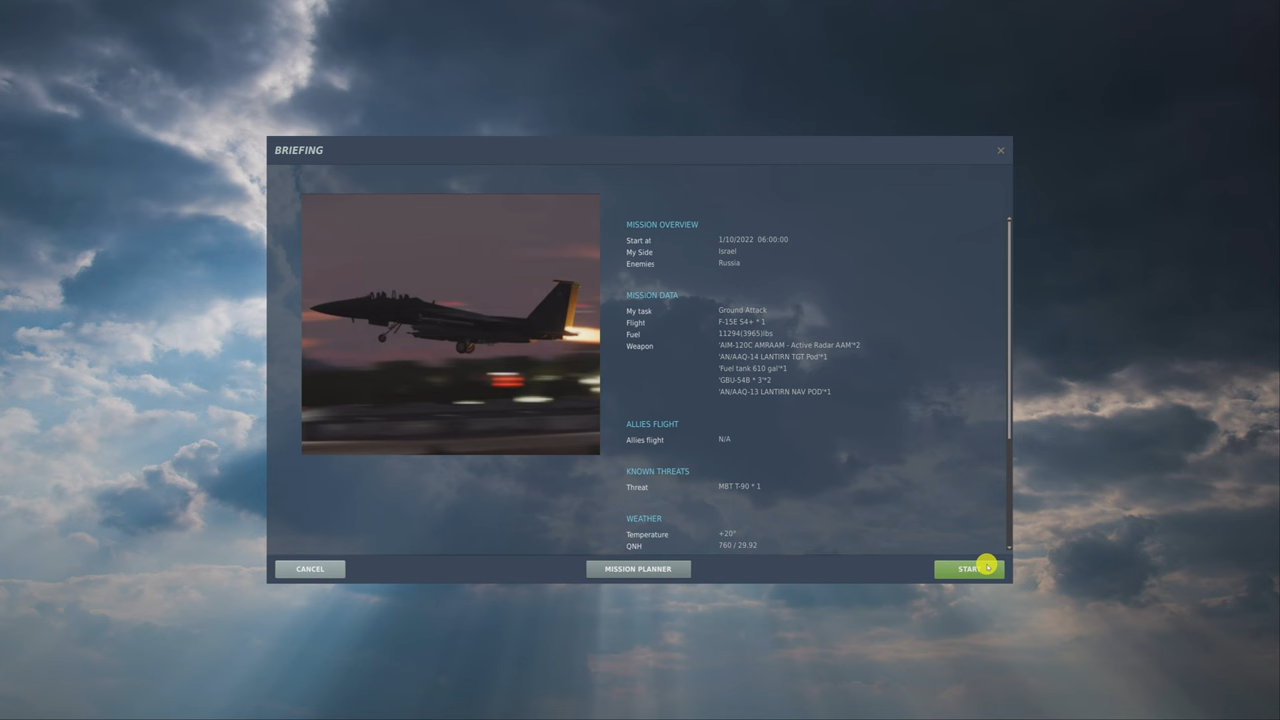 BRIEFING ×
MISSION OVERVIEW
Start at 1/10/2022 06:00:00
My Side Israel
Enemies Russia
MISSION DATA
My task Ground Attack
Flight F-15E S4+ * 1
Fuel 11294(3965)lbs
Weapon 'AIM-120C AMRAAM - Active Radar AAM'*2
'AN/AAQ-14 LANTIRN TGT Pod'*1
'Fuel tank 610 gal'*1
'GBU-54B * 3'*2
'AN/AAQ-13 LANTIRN NAV POD'*1
ALLIES FLIGHT
Allies flight N/A
KNOWN THREATS
Threat MBT T-90 * 1
WEATHER
Temperature +20°
QNH 760 / 29.92
CANCEL MISSION PLANNER START